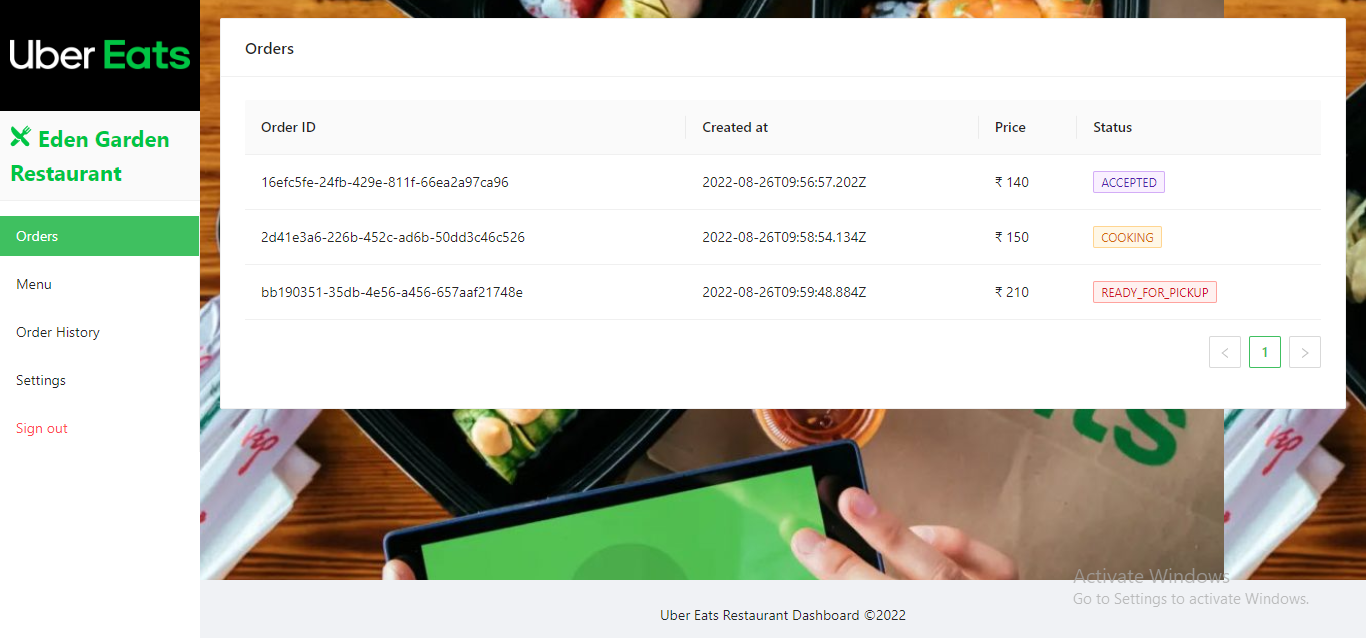 Uber Eats
Eden Garden
Restaurant
Orders
Menu
Order History
Settings
Sign out
Orders
Order ID Created at Price Status
16efc5fe-24fb-429e-811f-66ea2a97ca96 2022-08-26T09:56:57.202Z ₹ 140 ACCEPTED
2d41e3a6-226b-452c-ad6b-50dd3c46c526 2022-08-26T09:58:54.134Z ₹ 150 COOKING
bb190351-35db-4e56-a456-657aaf21748e 2022-08-26T09:59:48.884Z ₹ 210 READY_FOR_PICKUP
< 1 >
Activate Windows
Go to Settings to activate Windows.
Uber Eats Restaurant Dashboard ©2022